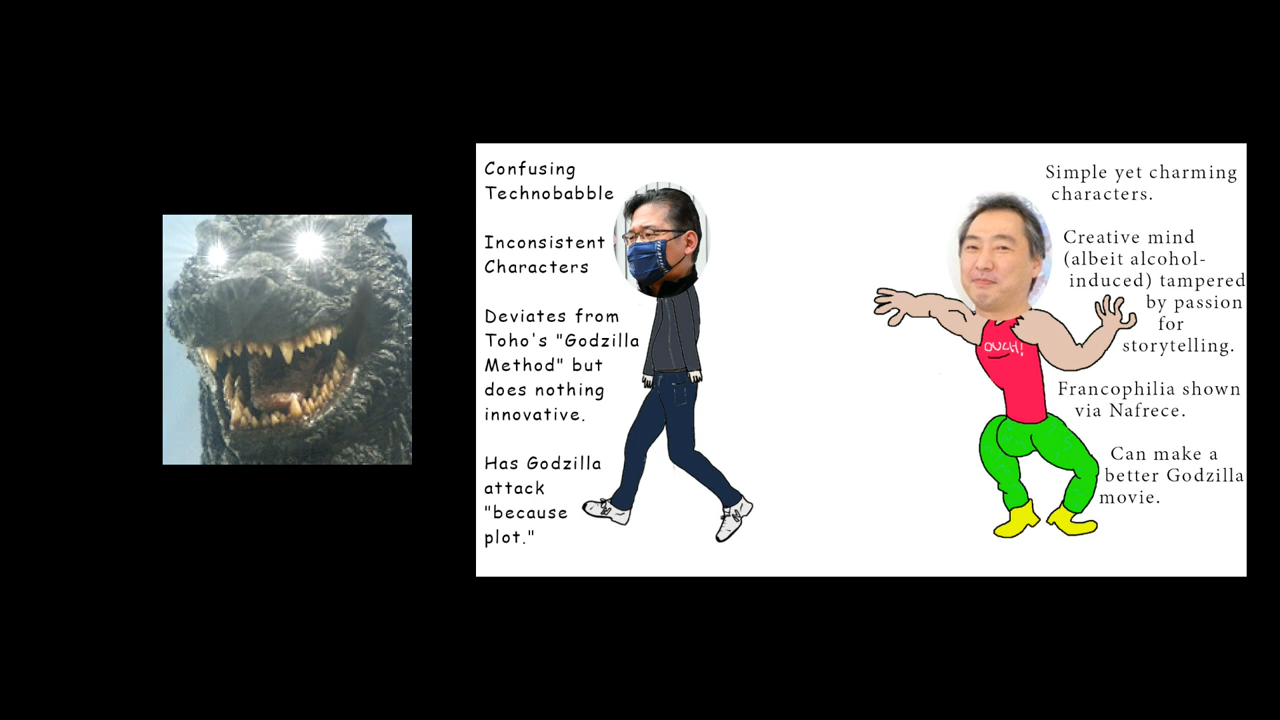 Confusing
Technobabble
Inconsistent
Characters
Deviates from
Toho's "Godzilla
Method" but
does nothing
innovative.
Has Godzilla
attack
"because
plot."
OUCH!
Simple yet charming
characters.
Creative mind
(albeit alcohol-
induced) tampered
by passion
for
storytelling.
Francophilia shown
via Nafrece.
Can make a
better Godzilla
movie.